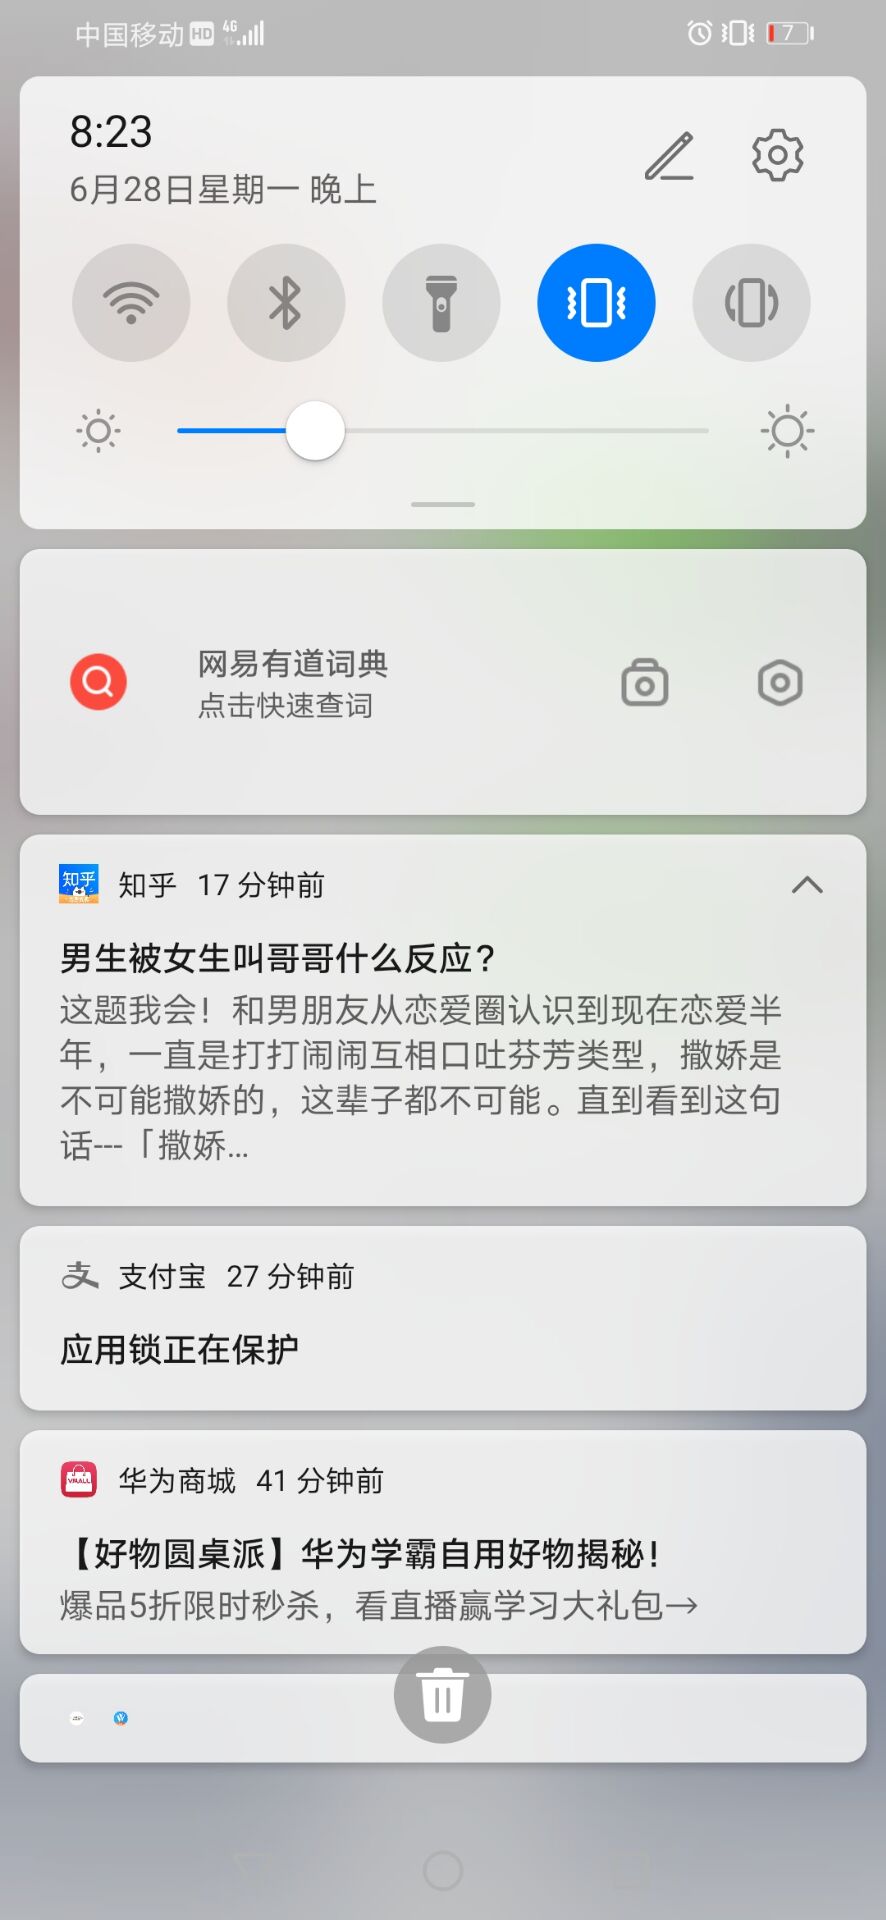 中国移动 HD 4G 7
8:23
6月28日星期一 晚上
网易有道词典
点击快速查词
知乎 知乎 17 分钟前
男生被女生叫哥哥什么反应？
这题我会！和男朋友从恋爱圈认识到现在恋爱半
年，一直是打打闹闹互相口吐芬芳类型，撒娇是
不可能撒娇的，这辈子都不可能。直到看到这句
话---「撒娇...
支 支付宝 27 分钟前
应用锁正在保护
VMALL 华为商城 41 分钟前
【好物圆桌派】华为学霸自用好物揭秘！
爆品5折限时秒杀，看直播赢学习大礼包→